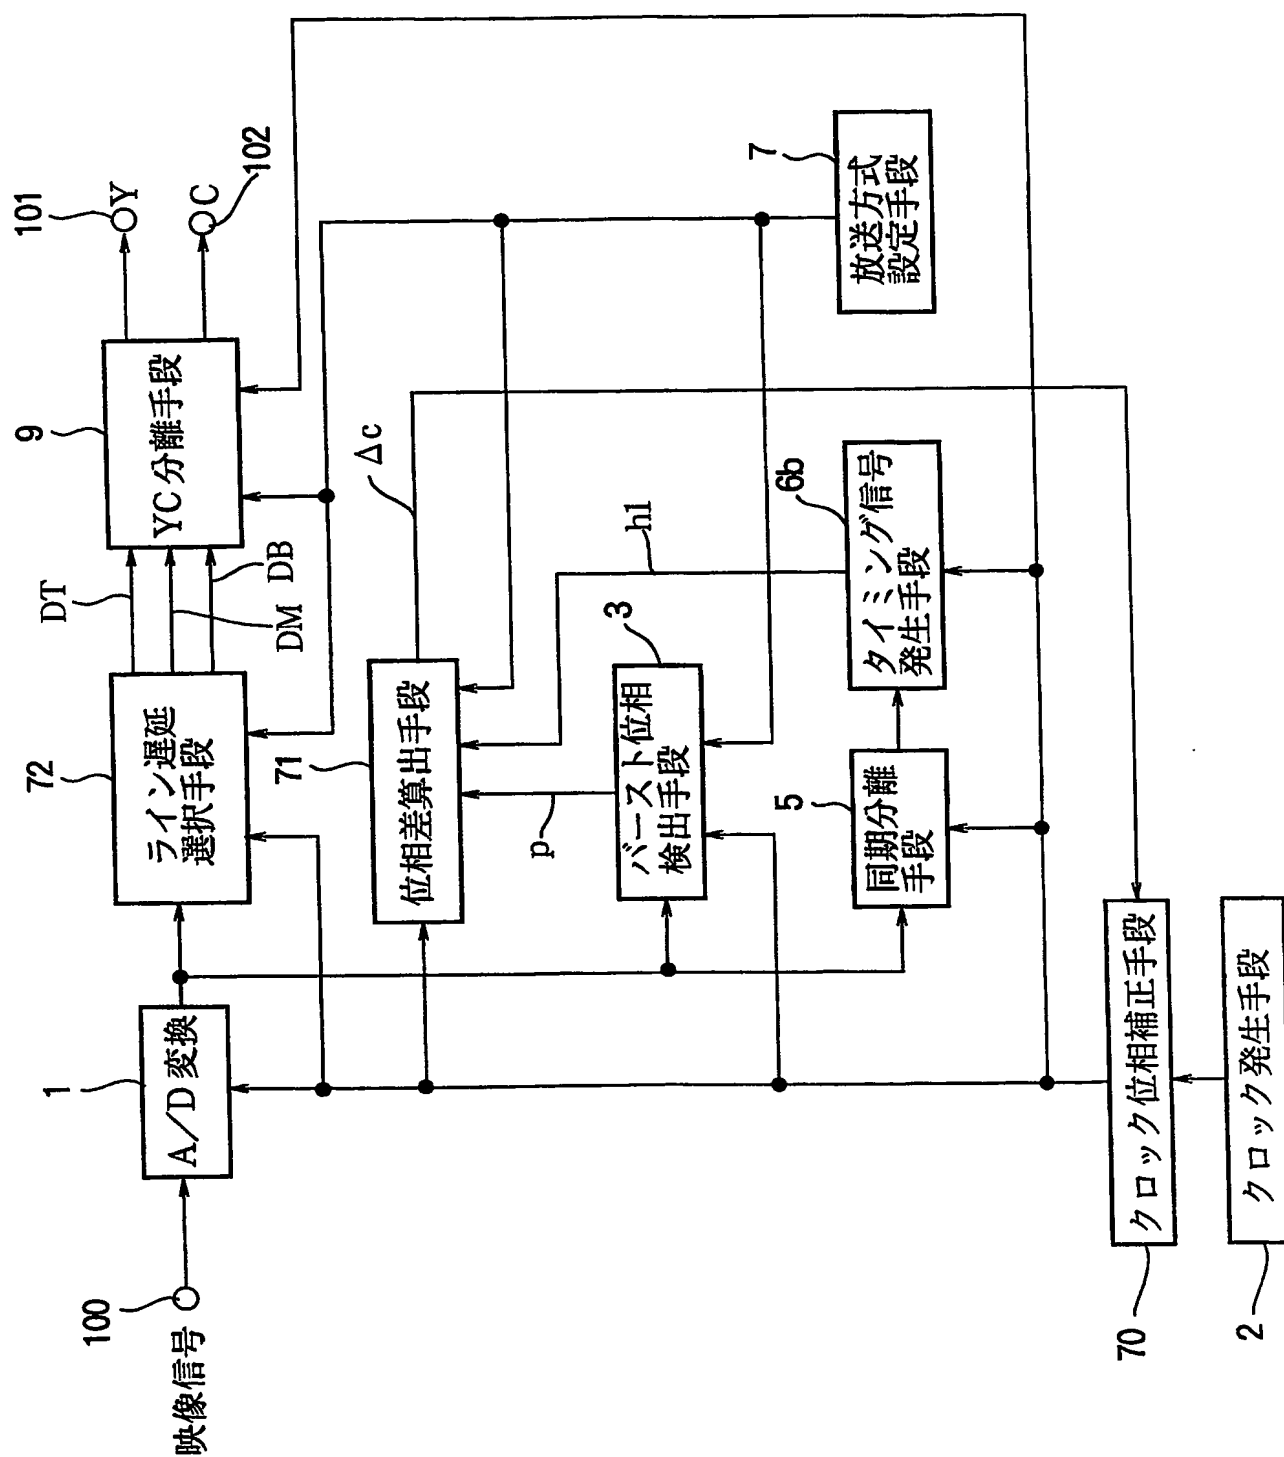 映像信号
100
1
A/D変換
72
ライン遅延
選択手段
DT
DM
DB
9
YC分離手段
101
Y
C
102
71
位相差算出手段
Δc
p
3
バースト位相
検出手段
h1
5
同期分離
手段
6b
タイミング信号
発生手段
7
放送方式
設定手段
70
クロック位相補正手段
2
クロック発生手段